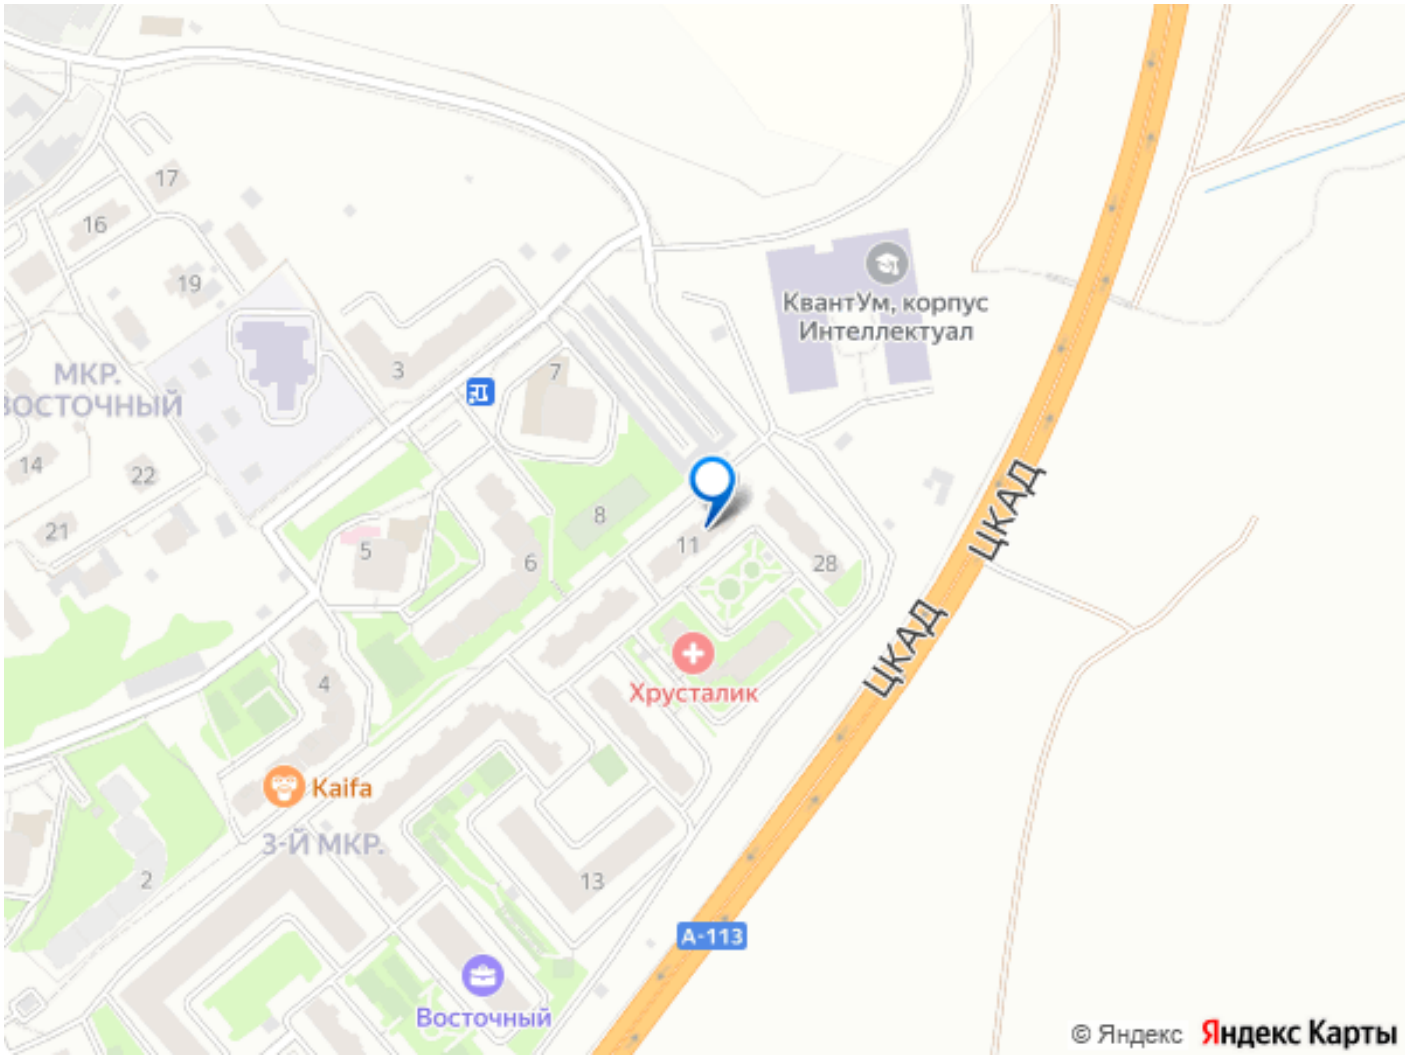 17
16
19
КвантУм, корпус
Интеллектуал
3
7
МКР.
ВОСТОЧНЫЙ
14
22
21
8
5
6
11
28
ЦКАД
ЦКАД
4
Хрусталик
Kaifa
3-Й МКР.
2
13
А-113
Восточный
© Яндекс
Яндекс Карты